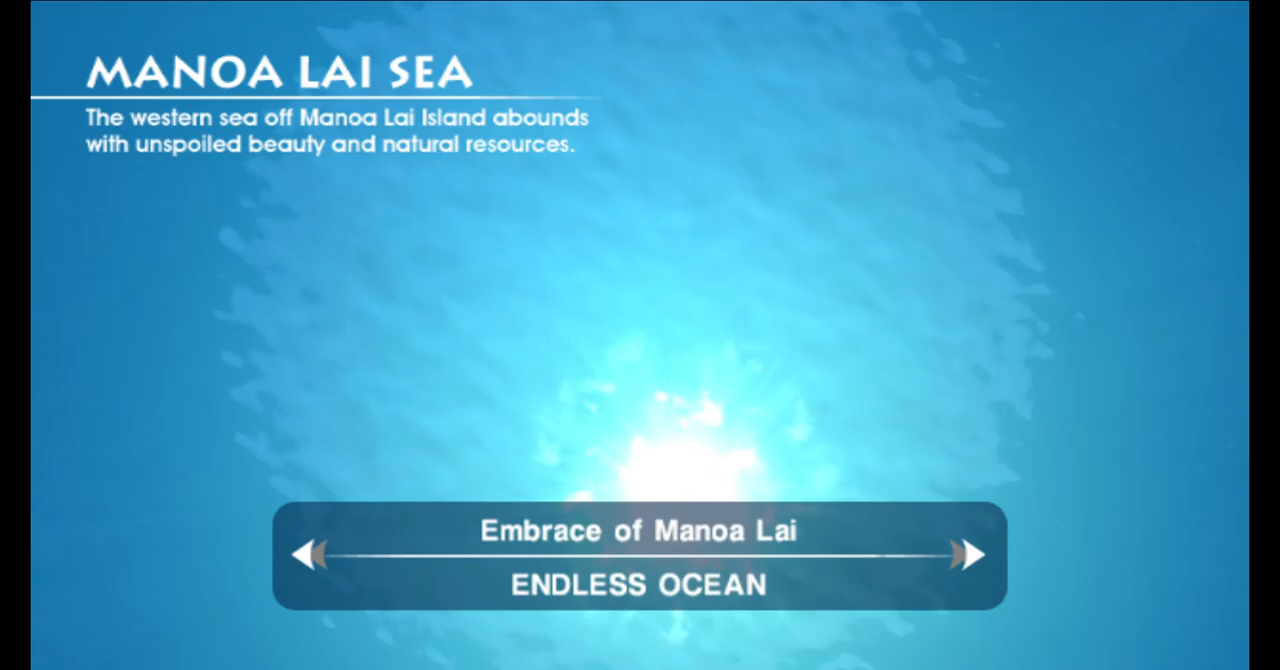 MANOA LAI SEA
The western sea off Manoa Lai Island abounds
with unspoiled beauty and natural resources.
Embrace of Manoa Lai
ENDLESS OCEAN